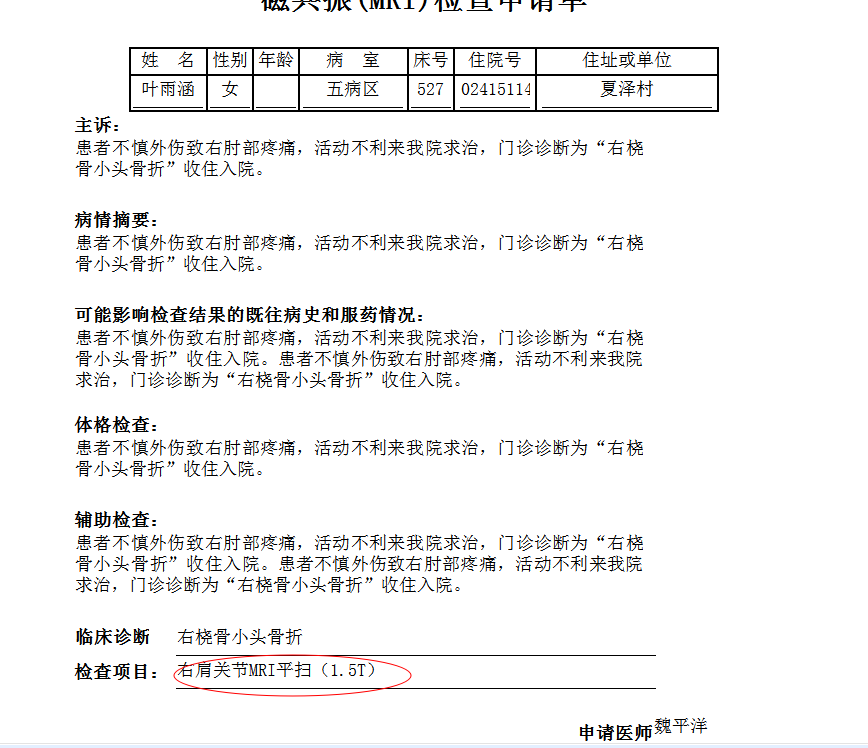 磁共振(MRI)检查申请单
姓 名 性别 年龄 病 室 床号 住院号 住址或单位
叶雨涵 女 五病区 527 02415114 夏泽村
主诉：
患者不慎外伤致右肘部疼痛，活动不利来我院求治，门诊诊断为“右桡
骨小头骨折”收住入院。
病情摘要：
患者不慎外伤致右肘部疼痛，活动不利来我院求治，门诊诊断为“右桡
骨小头骨折”收住入院。
可能影响检查结果的既往病史和服药情况：
患者不慎外伤致右肘部疼痛，活动不利来我院求治，门诊诊断为“右桡
骨小头骨折”收住入院。患者不慎外伤致右肘部疼痛，活动不利来我院
求治，门诊诊断为“右桡骨小头骨折”收住入院。
体格检查：
患者不慎外伤致右肘部疼痛，活动不利来我院求治，门诊诊断为“右桡
骨小头骨折”收住入院。
辅助检查：
患者不慎外伤致右肘部疼痛，活动不利来我院求治，门诊诊断为“右桡
骨小头骨折”收住入院。患者不慎外伤致右肘部疼痛，活动不利来我院
求治，门诊诊断为“右桡骨小头骨折”收住入院。
临床诊断 右桡骨小头骨折
检查项目： 右肩关节MRI平扫（1.5T）
申请医师 魏平洋